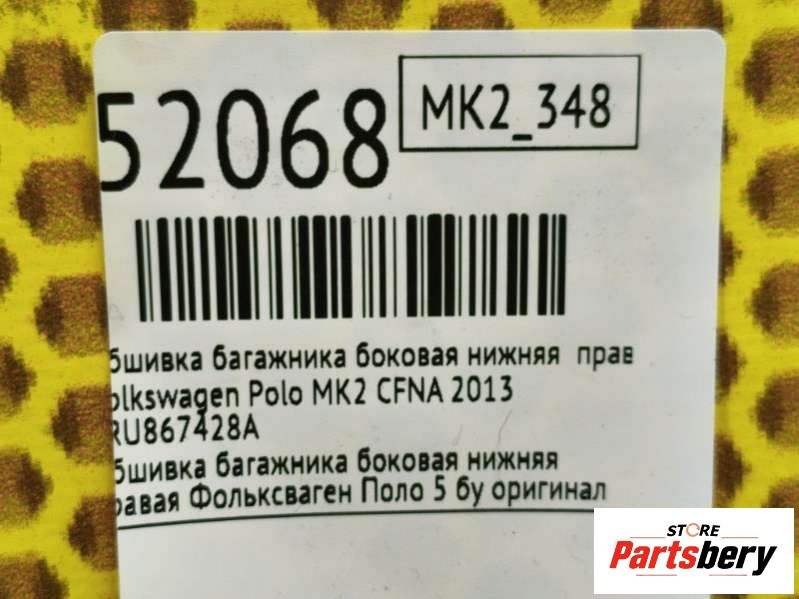 52068
MK2_348
бшивка багажника боковая нижняя прав
olkswagen Polo MK2 CFNA 2013
RU867428A
бшивка багажника боковая нижняя
равая Фольксваген Поло 5 бу оригинал
STORE
Partsbery